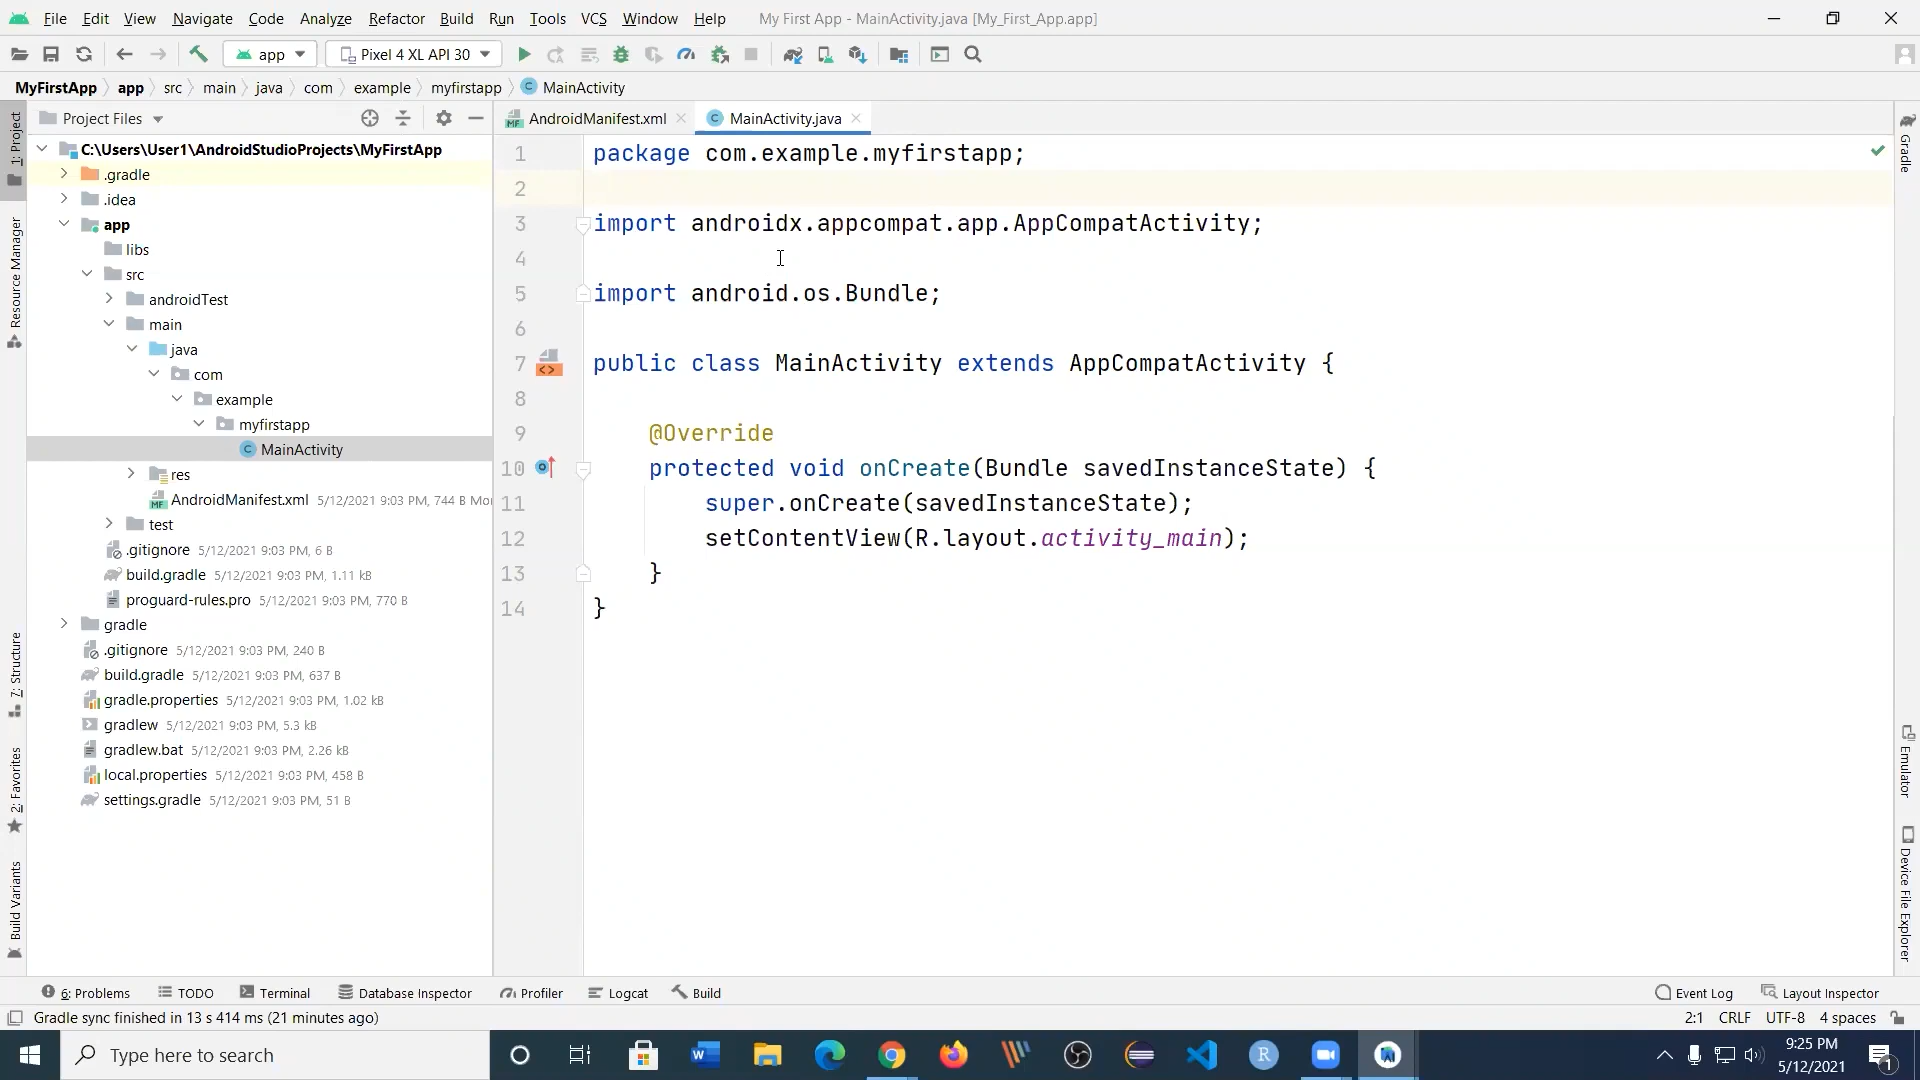 File Edit View Navigate Code Analyze Refactor Build Run Tools VCS Window Help My First App - MainActivity.java [My_First_App.app]
app Pixel 4 XL API 30
MyFirstApp app src main java com example myfirstapp C MainActivity
Project Files
AndroidManifest.xml
MainActivity.java
1: Project
Resource Manager
7: Structure
2: Favorites
Build Variants
C:\Users\User1\AndroidStudioProjects\MyFirstApp
.gradle
.idea
app
libs
src
androidTest
main
java
com
example
myfirstapp
C MainActivity
res
AndroidManifest.xml 5/12/2021 9:03 PM, 744 B
test
.gitignore 5/12/2021 9:03 PM, 6 B
build.gradle 5/12/2021 9:03 PM, 1.11 kB
proguard-rules.pro 5/12/2021 9:03 PM, 770 B
gradle
.gitignore 5/12/2021 9:03 PM, 240 B
build.gradle 5/12/2021 9:03 PM, 637 B
gradle.properties 5/12/2021 9:03 PM, 1.02 kB
gradlew 5/12/2021 9:03 PM, 5.3 kB
gradlew.bat 5/12/2021 9:03 PM, 2.26 kB
local.properties 5/12/2021 9:03 PM, 458 B
settings.gradle 5/12/2021 9:03 PM, 51 B
1 package com.example.myfirstapp;
2
3 import androidx.appcompat.app.AppCompatActivity;
4
5 import android.os.Bundle;
6
7 public class MainActivity extends AppCompatActivity {
8
9 @Override
10 protected void onCreate(Bundle savedInstanceState) {
11 super.onCreate(savedInstanceState);
12 setContentView(R.layout.activity_main);
13 }
14 }
Gradle
Emulator
Device File Explorer
6: Problems TODO Terminal Database Inspector Profiler Logcat Build Event Log Layout Inspector
Gradle sync finished in 13 s 414 ms (21 minutes ago) 2:1 CRLF UTF-8 4 spaces
Type here to search
9:25 PM
5/12/2021
1